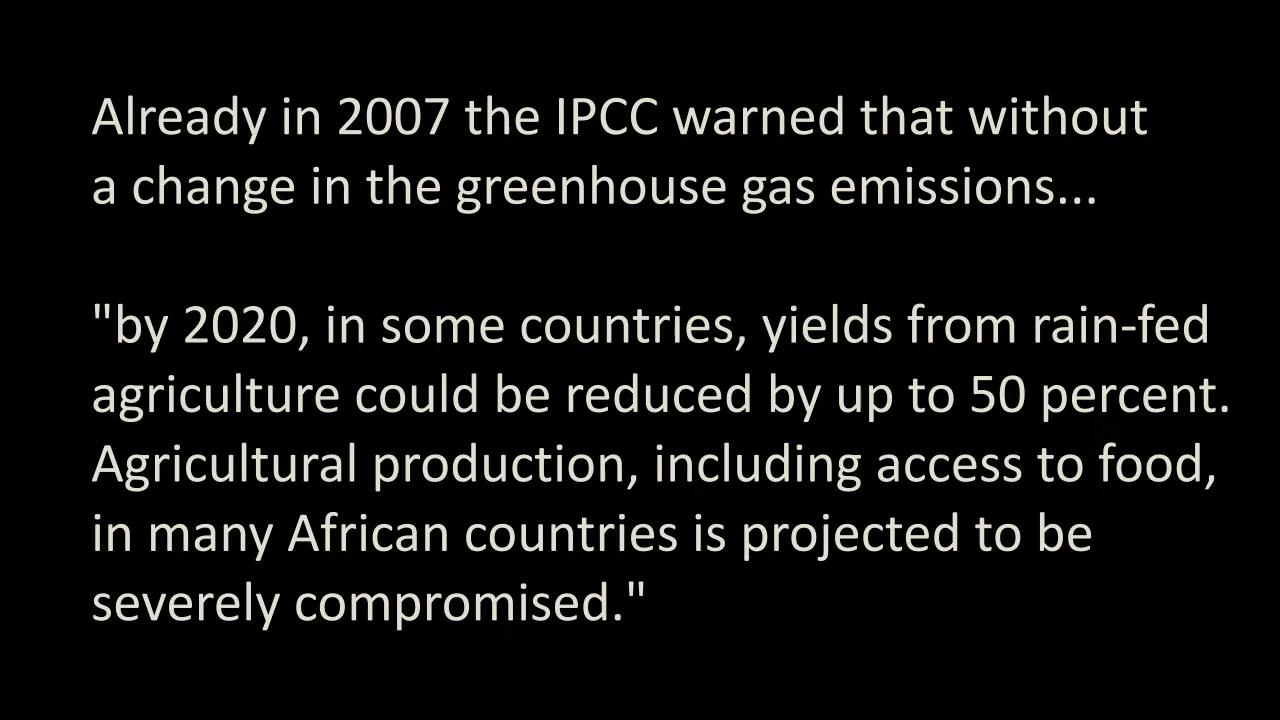 Already in 2007 the IPCC warned that without
a change in the greenhouse gas emissions...
"by 2020, in some countries, yields from rain-fed
agriculture could be reduced by up to 50 percent.
Agricultural production, including access to food,
in many African countries is projected to be
severely compromised."